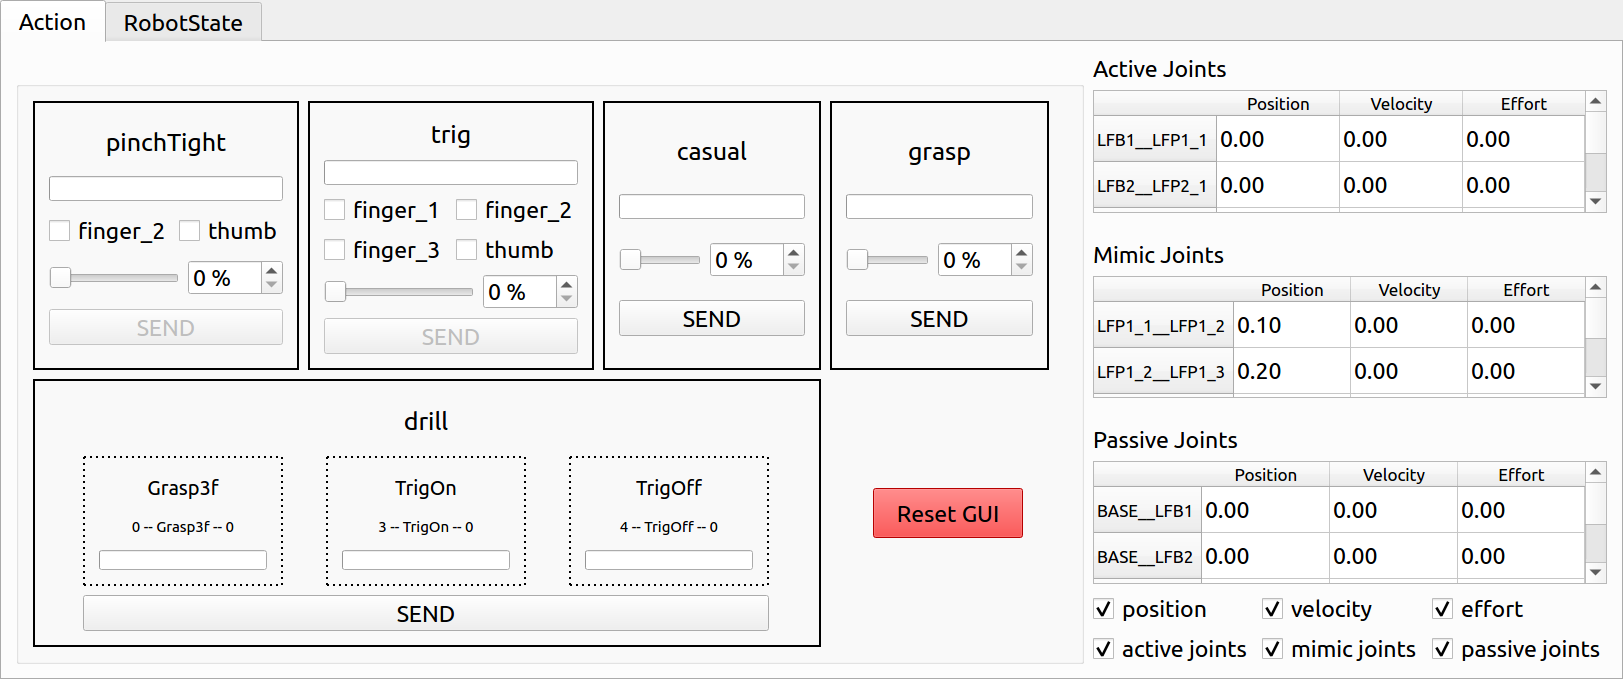 Action
RobotState
pinchTight
finger_2
thumb
0 %
SEND
trig
finger_1
finger_2
finger_3
thumb
0 %
SEND
casual
0 %
SEND
grasp
0 %
SEND
drill
Grasp3f
0 -- Grasp3f -- 0
TrigOn
3 -- TrigOn -- 0
TrigOff
4 -- TrigOff -- 0
SEND
Reset GUI
Active Joints
Position Velocity Effort
LFB1__LFP1_1 0.00 0.00 0.00
LFB2__LFP2_1 0.00 0.00 0.00
Mimic Joints
Position Velocity Effort
LFP1_1__LFP1_2 0.10 0.00 0.00
LFP1_2__LFP1_3 0.20 0.00 0.00
Passive Joints
Position Velocity Effort
BASE__LFB1 0.00 0.00 0.00
BASE__LFB2 0.00 0.00 0.00
position velocity effort
active joints mimic joints passive joints